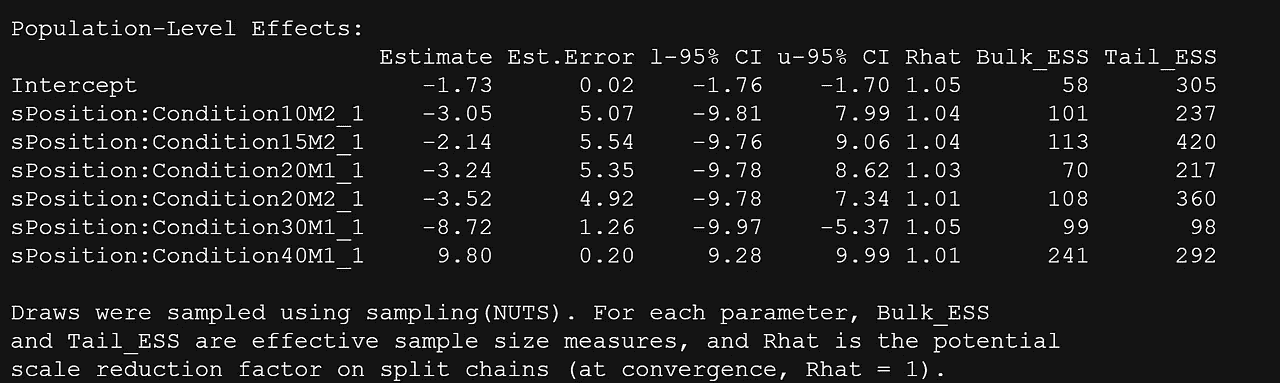 Population-Level Effects:
Estimate Est.Error l-95% CI u-95% CI Rhat Bulk_ESS Tail_ESS
Intercept -1.73 0.02 -1.76 -1.70 1.05 58 305
sPosition:Condition10M2_1 -3.05 5.07 -9.81 7.99 1.04 101 237
sPosition:Condition15M2_1 -2.14 5.54 -9.76 9.06 1.04 113 420
sPosition:Condition20M1_1 -3.24 5.35 -9.78 8.62 1.03 70 217
sPosition:Condition20M2_1 -3.52 4.92 -9.78 7.34 1.01 108 360
sPosition:Condition30M1_1 -8.72 1.26 -9.97 -5.37 1.05 99 98
sPosition:Condition40M1_1 9.80 0.20 9.28 9.99 1.01 241 292
Draws were sampled using sampling(NUTS). For each parameter, Bulk_ESS
and Tail_ESS are effective sample size measures, and Rhat is the potential
scale reduction factor on split chains (at convergence, Rhat = 1).